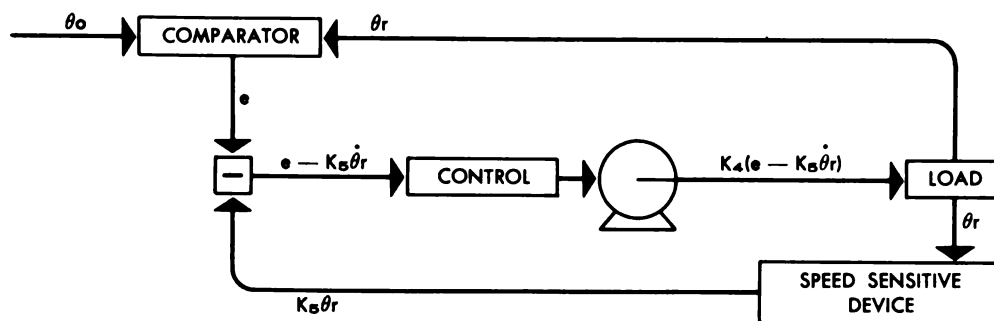 θo
COMPARATOR
θr
e
−
e − K₅θ̇r
CONTROL
K₄(e − K₅θ̇r)
LOAD
θr
SPEED SENSITIVE
DEVICE
K₅θr